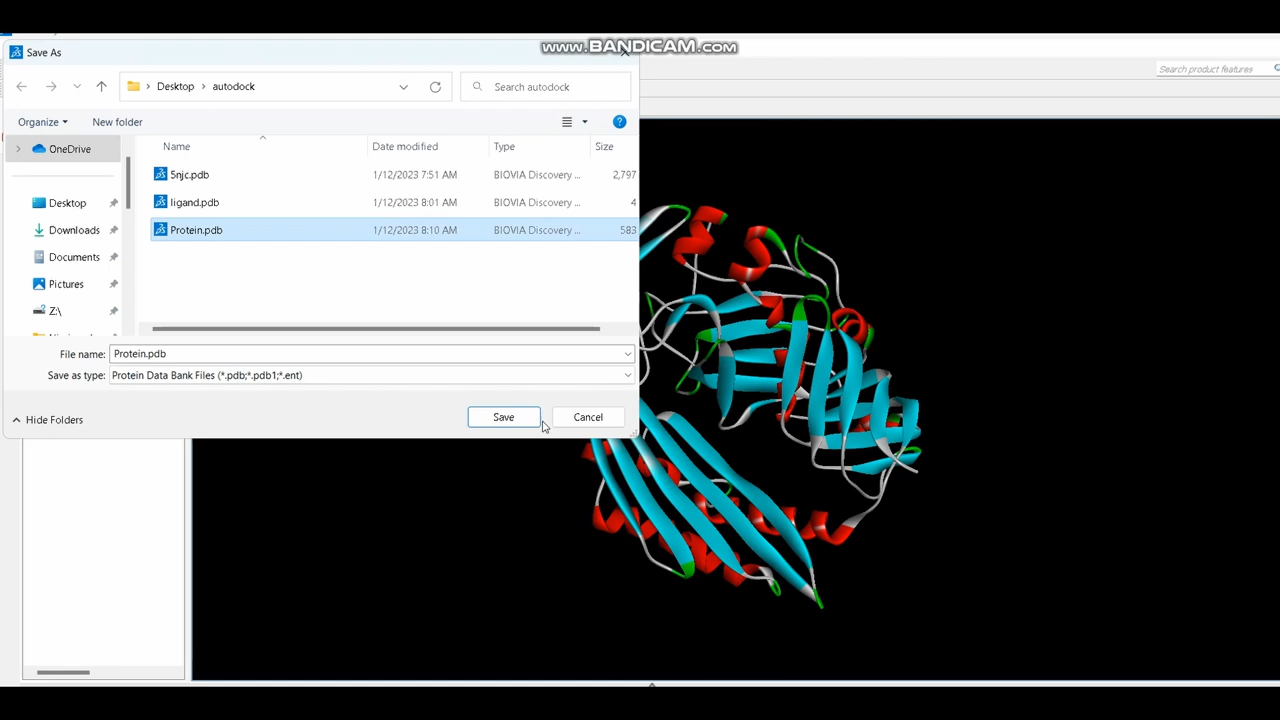 www.BANDICAM.com
Save As
Desktop autodock
Search autodock
Search product features
Organize
New folder
Name Date modified Type Size
OneDrive
5njc.pdb 1/12/2023 7:51 AM BIOVIA Discovery ... 2,797
ligand.pdb 1/12/2023 8:01 AM BIOVIA Discovery ... 4
Protein.pdb 1/12/2023 8:10 AM BIOVIA Discovery ... 583
Desktop
Downloads
Documents
Pictures
Z:\
File name: Protein.pdb
Save as type: Protein Data Bank Files (*.pdb;*.pdb1;*.ent)
Hide Folders
Save
Cancel